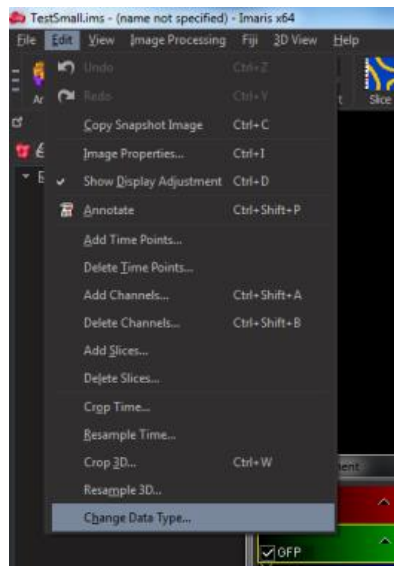 TestSmall.ims - (name not specified) - Imaris x64
File Edit View Image Processing Fiji 3D View Help
Undo Ctrl+Z
Redo Ctrl+Y
Ar
Slice
Copy Snapshot Image Ctrl+C
Image Properties... Ctrl+I
Show Display Adjustment Ctrl+D
Annotate Ctrl+Shift+P
Add Time Points...
Delete Time Points...
Add Channels... Ctrl+Shift+A
Delete Channels... Ctrl+Shift+B
Add Slices...
Delete Slices...
Crop Time...
Resample Time...
Crop 3D... Ctrl+W
Resample 3D...
Change Data Type...
GFP